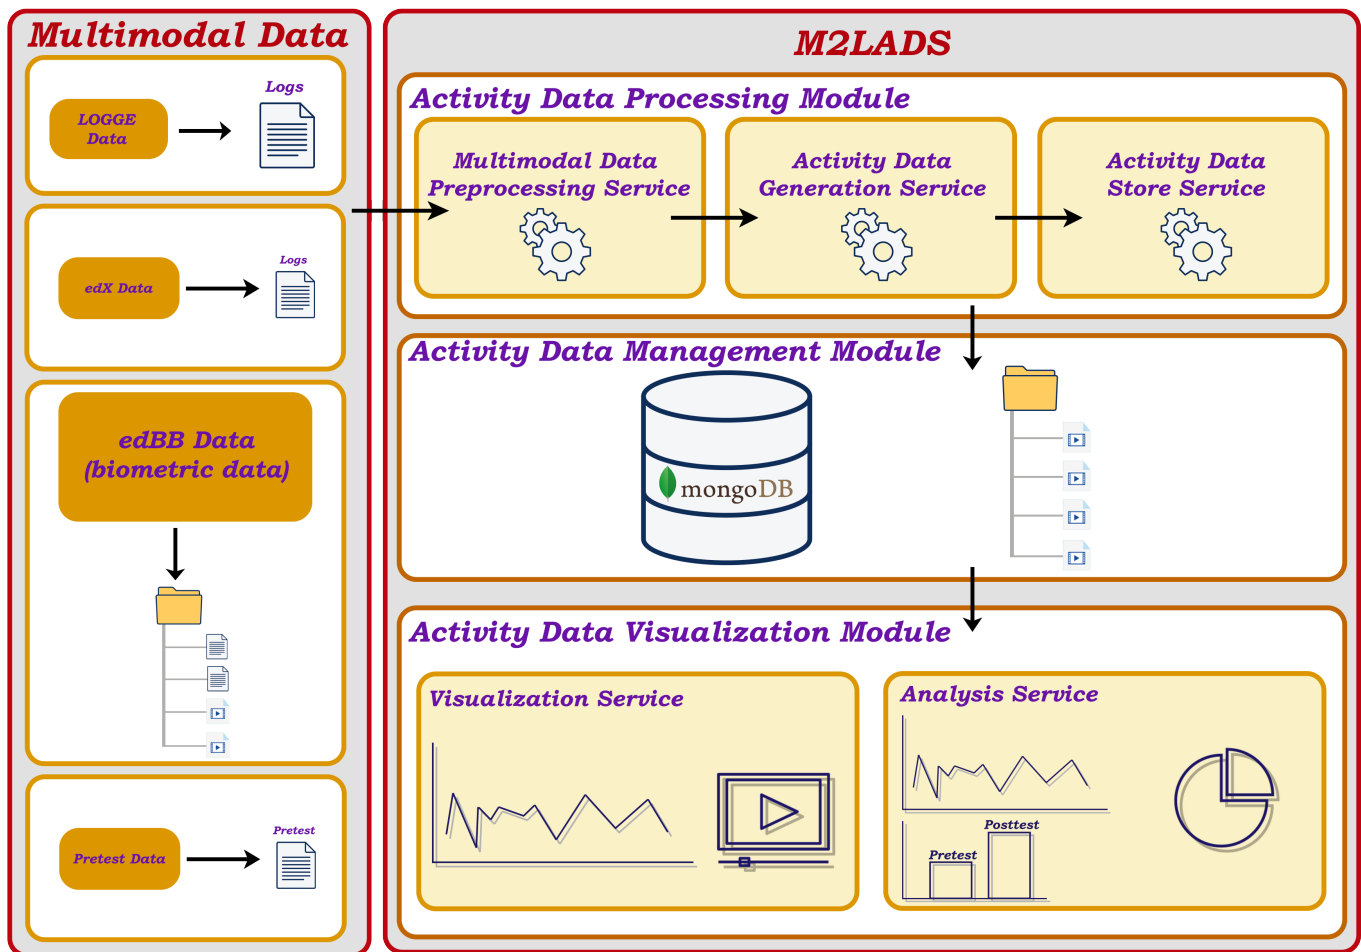 Multimodal Data
LOGGE
Data
Logs
edX Data
Logs
edBB Data
(biometric data)
Pretest Data
Pretest
M2LADS
Activity Data Processing Module
Multimodal Data
Preprocessing Service
Activity Data
Generation Service
Activity Data
Store Service
Activity Data Management Module
mongoDB
Activity Data Visualization Module
Visualization Service
Analysis Service
Pretest
Posttest